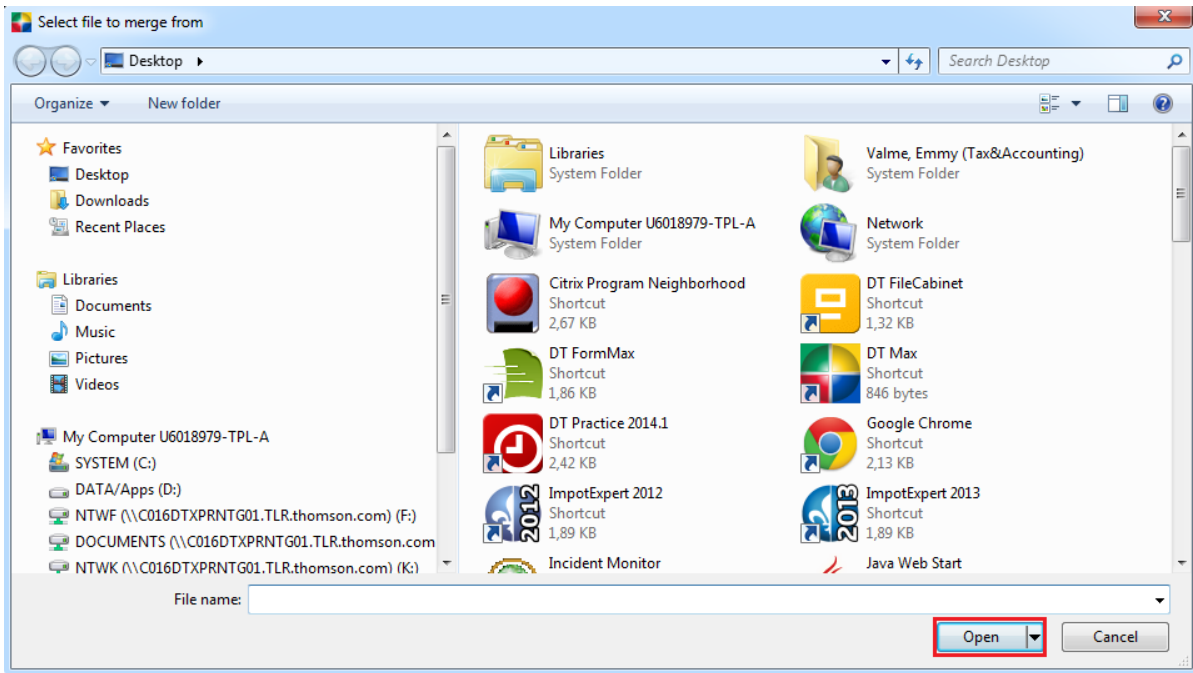 Select file to merge from
Desktop
Search Desktop
Organize
New folder
Favorites
Desktop
Downloads
Recent Places
Libraries
Documents
Music
Pictures
Videos
My Computer U6018979-TPL-A
SYSTEM (C:)
DATA/Apps (D:)
NTWF (\\C016DTXPRNTG01.TLR.thomson.com) (F:)
DOCUMENTS (\\C016DTXPRNTG01.TLR.thomson.com
NTWK (\\C016DTXPRNTG01.TLR.thomson.com) (K:)
Libraries
System Folder
Valme, Emmy (Tax&Accounting)
System Folder
My Computer U6018979-TPL-A
System Folder
Network
System Folder
Citrix Program Neighborhood
Shortcut
2,67 KB
DT FileCabinet
Shortcut
1,32 KB
DT FormMax
Shortcut
1,86 KB
DT Max
Shortcut
846 bytes
DT Practice 2014.1
Shortcut
2,42 KB
Google Chrome
Shortcut
2,13 KB
2012
ImpotExpert 2012
Shortcut
1,89 KB
2013
ImpotExpert 2013
Shortcut
1,89 KB
Incident Monitor
Java Web Start
File name:
Open
Cancel